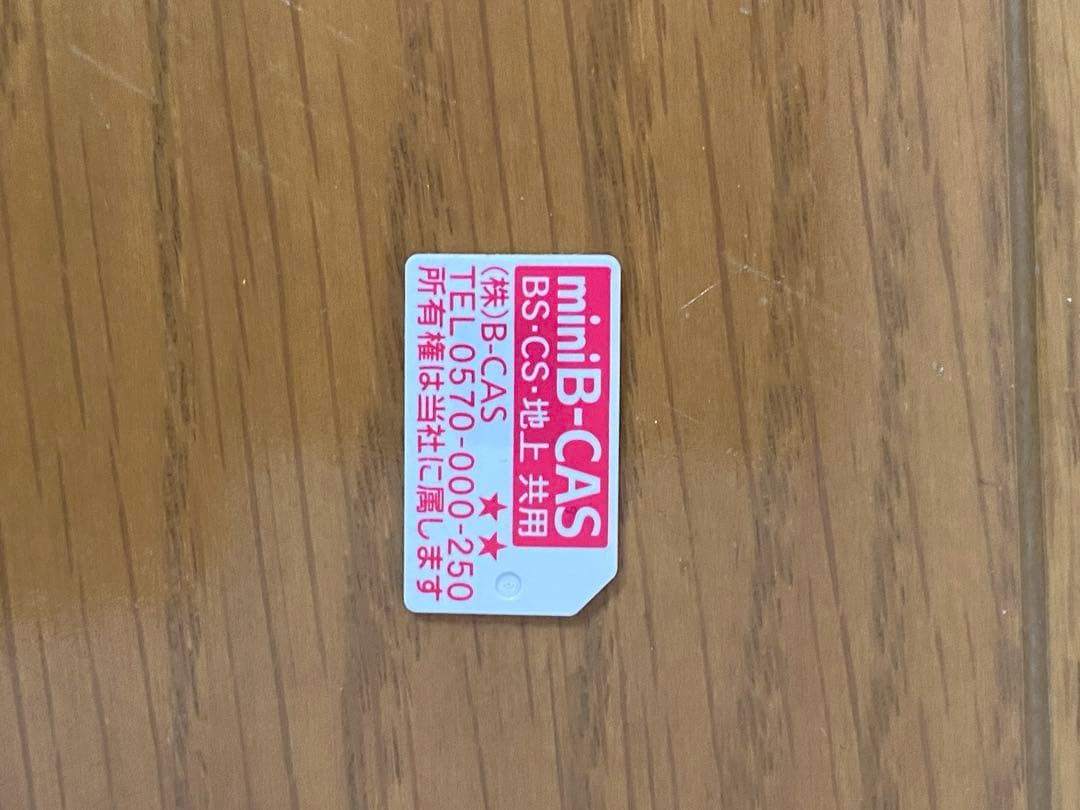 miniB-CAS
BS・CS・地上 共用
(株)B-CAS ★★
TEL 0570-000-250
所有権は当社に属します